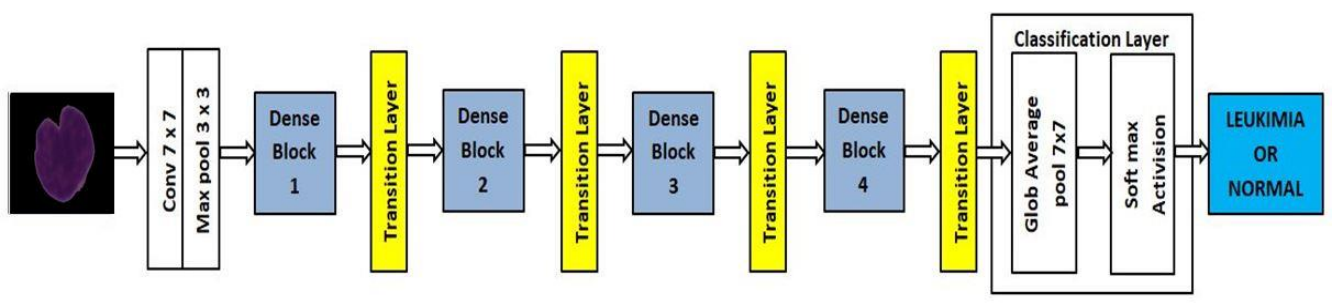 Conv 7 x 7
Max pool 3 x 3
Dense
Block
1
Transition Layer
Dense
Block
2
Transition Layer
Dense
Block
3
Transition Layer
Dense
Block
4
Transition Layer
Classification Layer
Glob Average
pool 7x7
Soft max
Activision
LEUKIMIA
OR
NORMAL